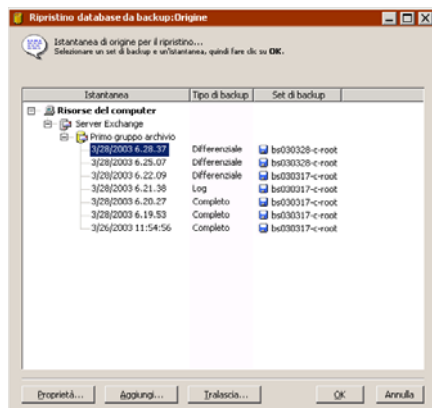 Ripristino database da backup:Origine
Istantanea di origine per il ripristino...
Selezionare un set di backup e un'istantanea, quindi fare clic su OK.
Istantanea Tipo di backup Set di backup
Risorse del computer
Server Exchange
Primo gruppo archivio
3/28/2003 6.28.37 Differenziale bs030328-c-root
3/28/2003 6.25.07 Differenziale bs030328-c-root
3/28/2003 6.22.09 Differenziale bs030317-c-root
3/28/2003 6.21.38 Log bs030317-c-root
3/28/2003 6.20.27 Completo bs030317-c-root
3/28/2003 6.19.53 Completo bs030317-c-root
3/26/2003 11:54:56 Completo bs030317-c-root
Proprietà... Aggiungi... Tralascia... OK Annulla